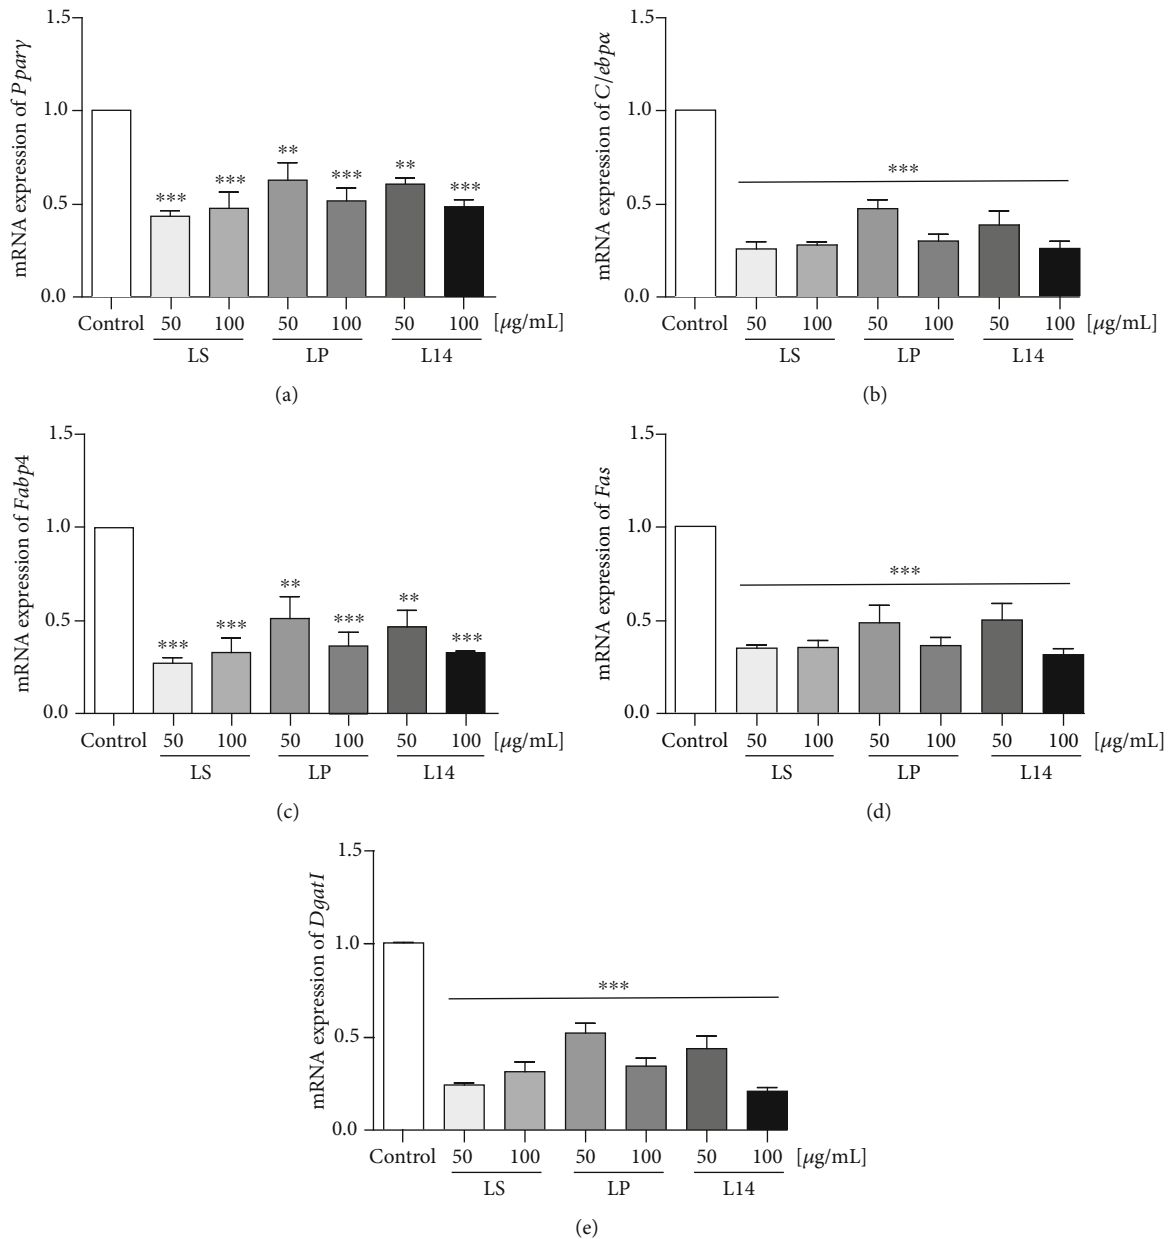 mRNA expression of Pparγ
1.5
1.0
0.5
0.0
*** *** ** *** ** ***
Control 50 100 50 100 50 100 [μg/mL]
LS LP L14
(a)
mRNA expression of C/ebpα
1.5
1.0
0.5
0.0
***
Control 50 100 50 100 50 100 [μg/mL]
LS LP L14
(b)
mRNA expression of Fabp4
1.5
1.0
0.5
0.0
*** *** ** *** ** ***
Control 50 100 50 100 50 100 [μg/mL]
LS LP L14
(c)
mRNA expression of Fas
1.5
1.0
0.5
0.0
***
Control 50 100 50 100 50 100 [μg/mL]
LS LP L14
(d)
mRNA expression of DgatI
1.5
1.0
0.5
0.0
***
Control 50 100 50 100 50 100 [μg/mL]
LS LP L14
(e)